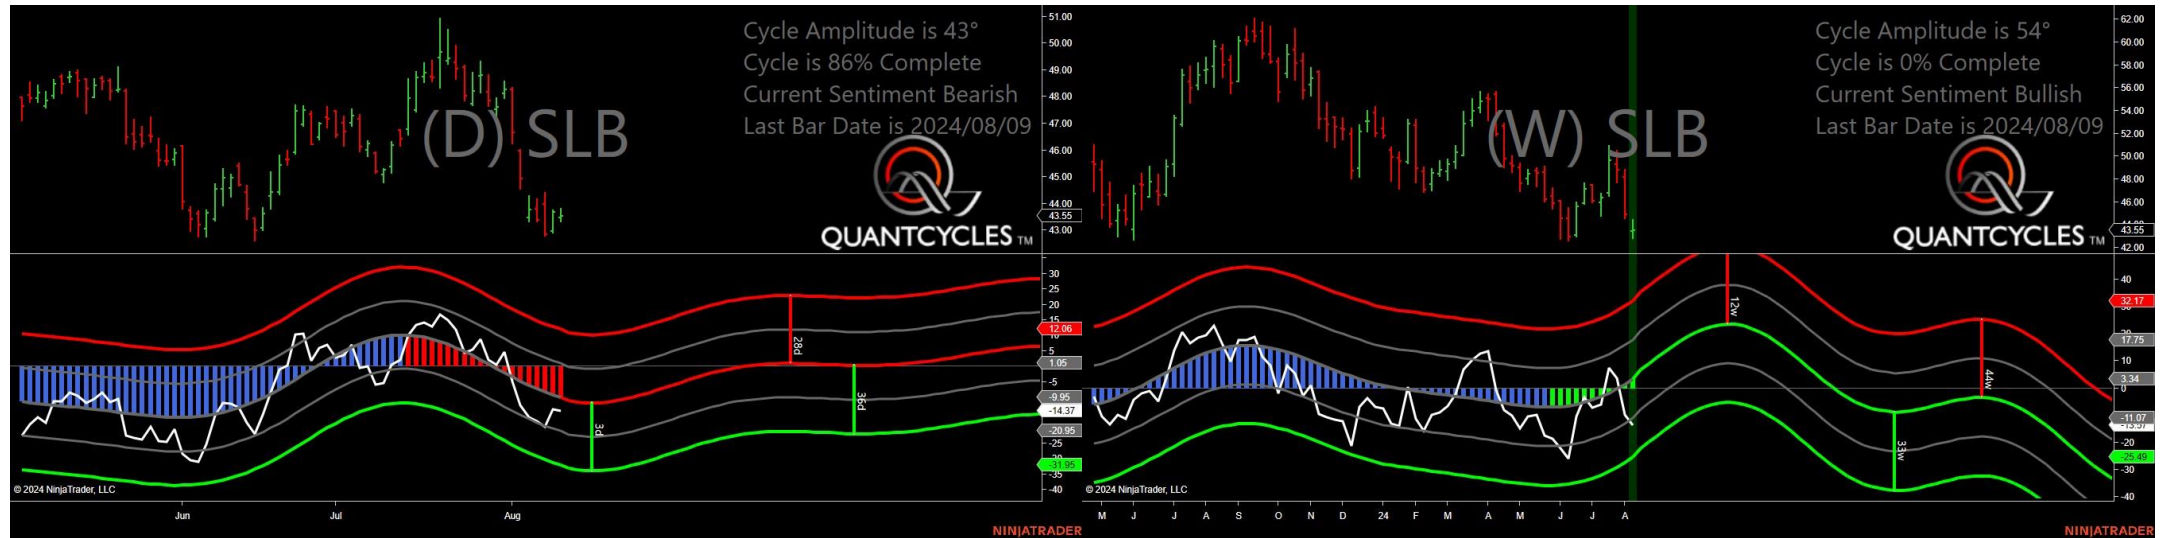 Cycle Amplitude is 43°
Cycle is 86% Complete
Current Sentiment Bearish
Last Bar Date is 2024/08/09
(D) SLB
QUANTCYCLES TM
51.00
50.00
49.00
48.00
47.00
46.00
45.00
44.00
43.55
43.00
30
25
20
15
12.06
10
5
1.05
-5
-9.95
-14.37
-20.95
-25
-31.95
-35
-40
28d
36d
3d
© 2024 NinjaTrader, LLC
Jun
Jul
Aug
NINJATRADER
Cycle Amplitude is 54°
Cycle is 0% Complete
Current Sentiment Bullish
Last Bar Date is 2024/08/09
(W) SLB
QUANTCYCLES TM
62.00
60.00
58.00
56.00
54.00
52.00
50.00
48.00
46.00
43.55
42.00
40
32.17
17.75
10
3.34
0
-11.07
-20
-25.49
-30
-40
12w
44w
33w
© 2024 NinjaTrader, LLC
M J J A S O N D 24 F M A M J J A
NINJATRADER